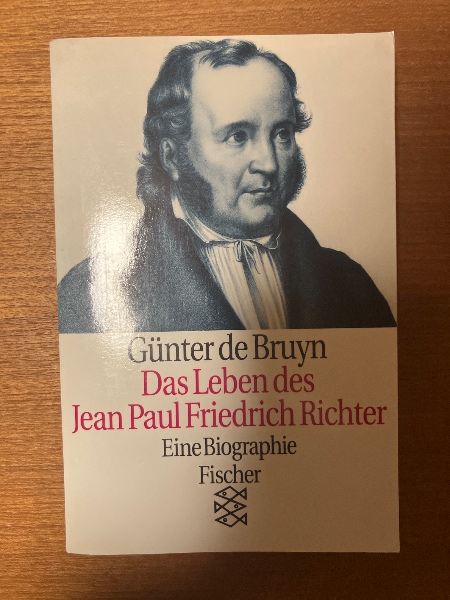 Günter de Bruyn
Das Leben des
Jean Paul Friedrich Richter
Eine Biographie
Fischer